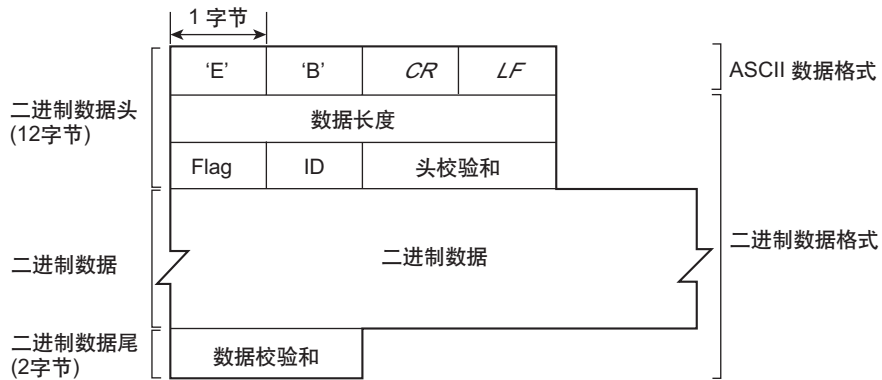 1 字节
'E' 'B' CR LF
ASCII 数据格式
二进制数据头
(12字节)
数据长度
Flag ID 头校验和
二进制数据
二进制数据
二进制数据格式
二进制数据尾
(2字节)
数据校验和